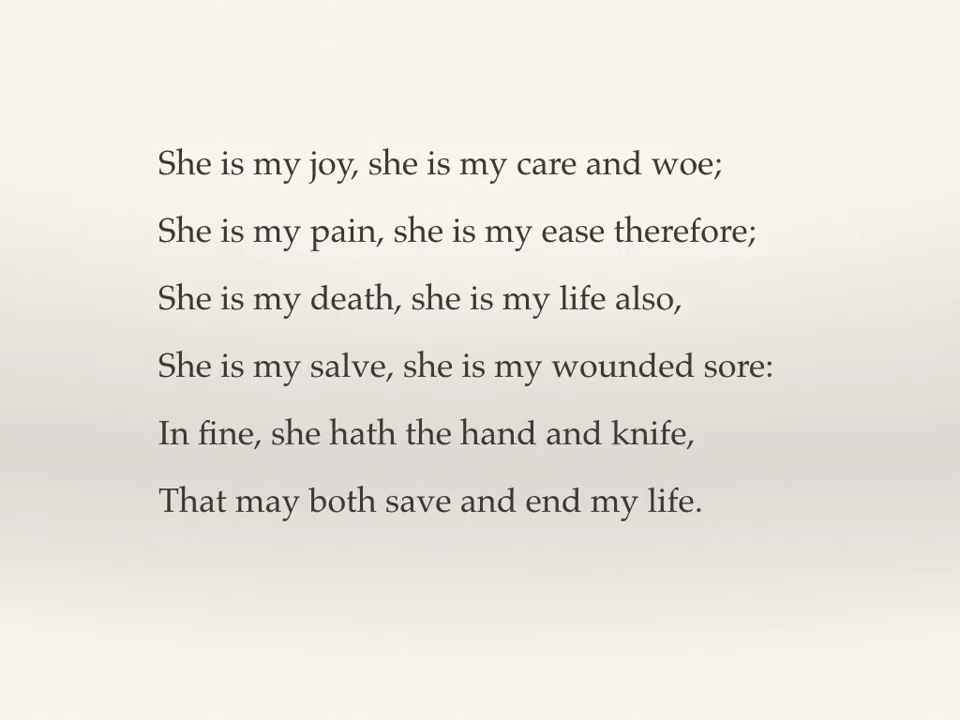 She is my joy, she is my care and woe;
She is my pain, she is my ease therefore;
She is my death, she is my life also,
She is my salve, she is my wounded sore:
In fine, she hath the hand and knife,
That may both save and end my life.